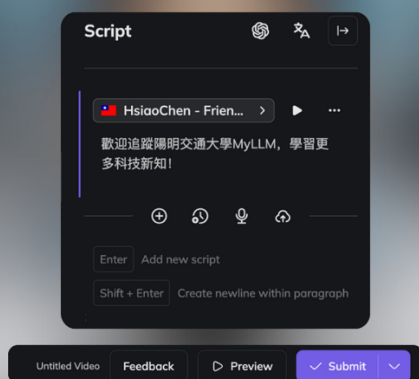 Script
HsiaoChen - Frien...
歡迎追蹤陽明交通大學MyLLM，學習更
多科技新知！
Enter Add new script
Shift + Enter Create newline within paragraph
Untitled Video Feedback Preview Submit